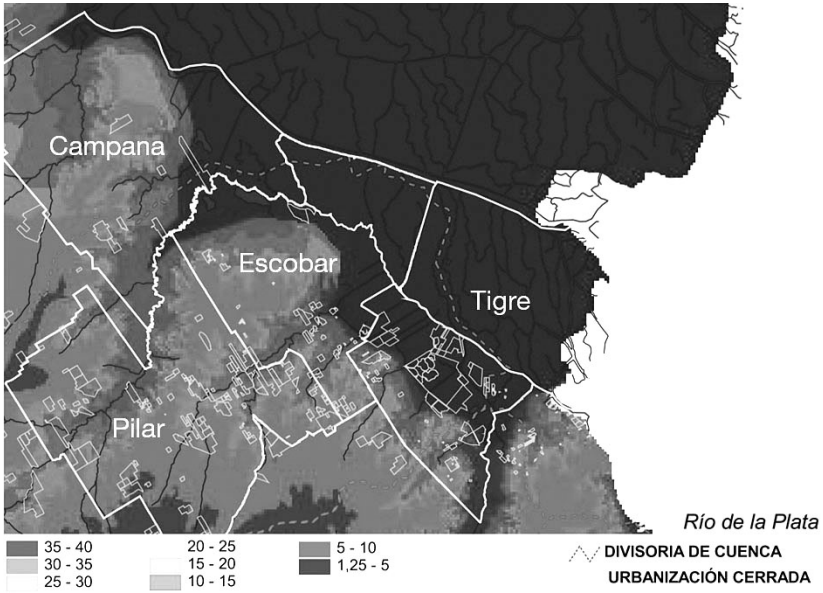 Campana
Escobar
Tigre
Pilar
Río de la Plata
35 - 40
30 - 35
25 - 30
20 - 25
15 - 20
10 - 15
5 - 10
1,25 - 5
DIVISORIA DE CUENCA
URBANIZACIÓN CERRADA